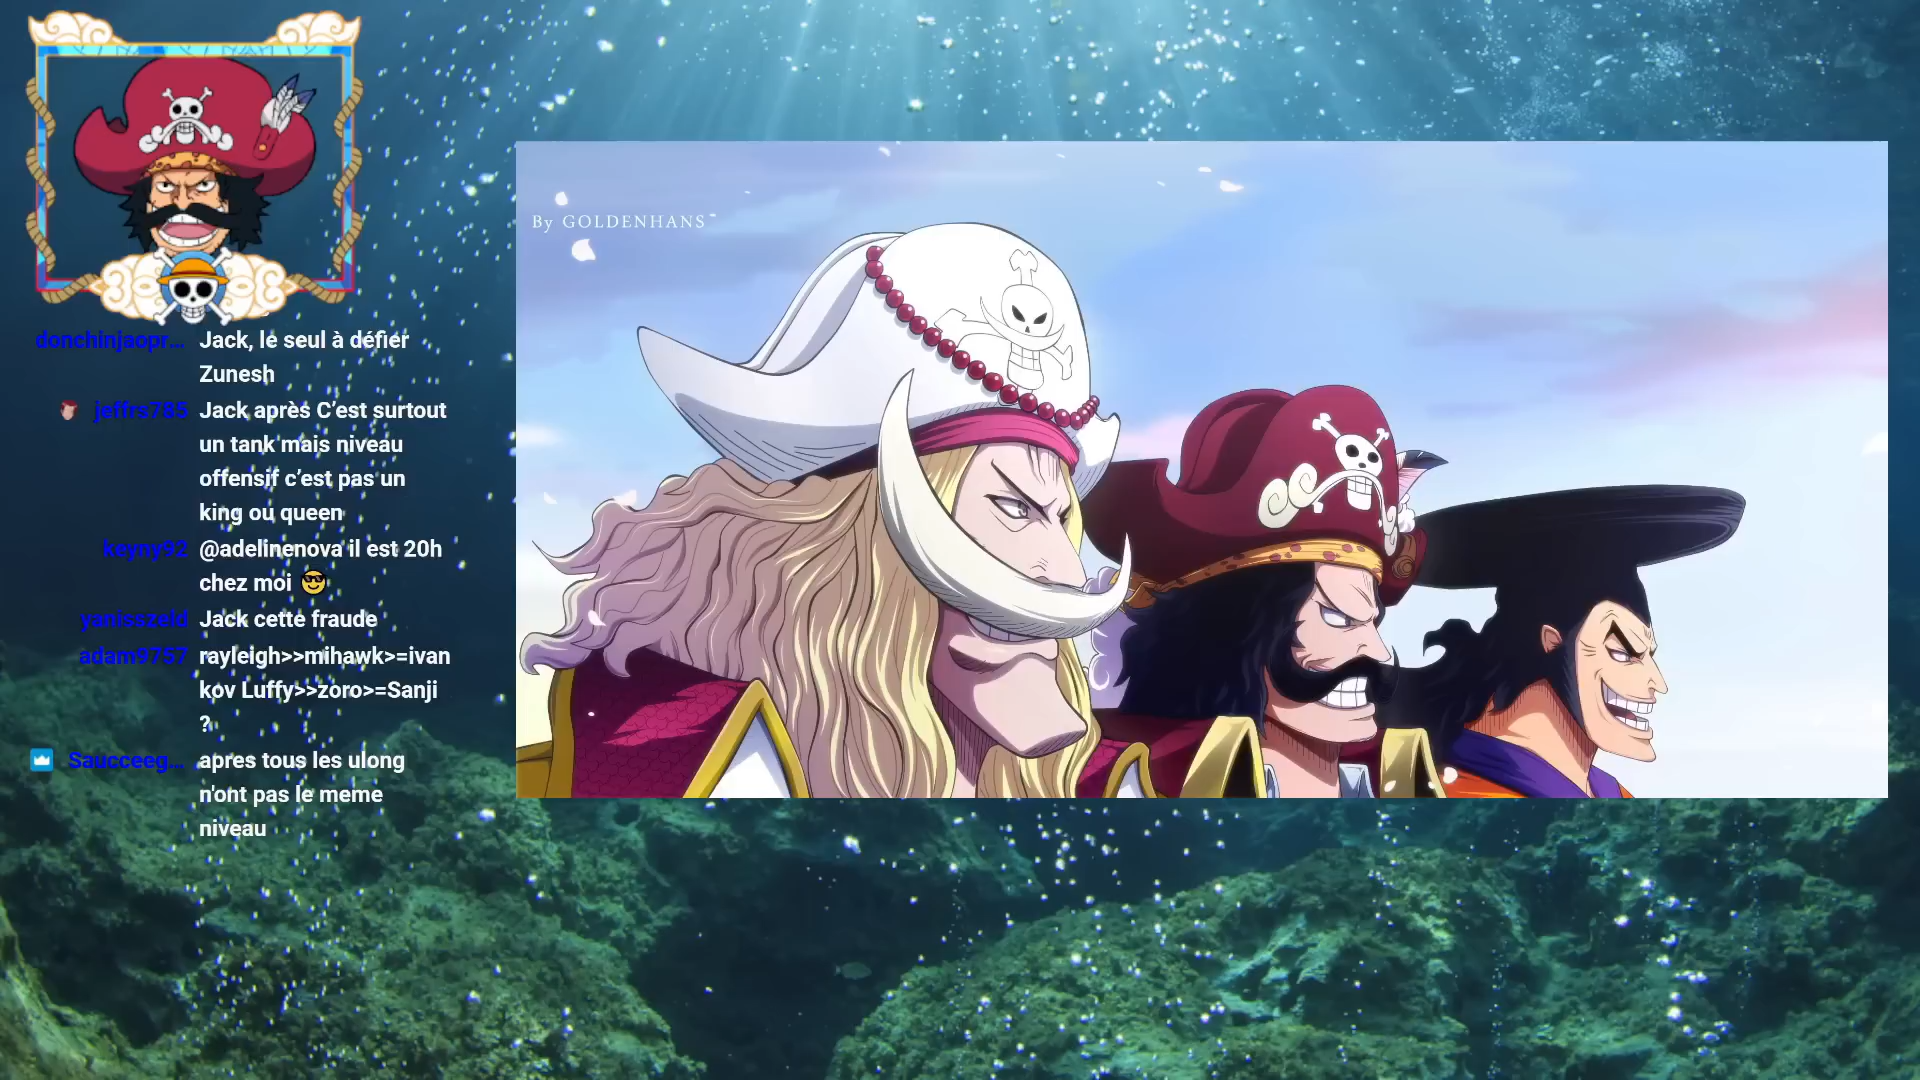 By GOLDENHANS
donchinjaopr... Jack, le seul à défier
Zunesh
jeffrs785 Jack après C’est surtout
un tank mais niveau
offensif c’est pas un
king ou queen
keyny92 @adelinenova il est 20h
chez moi 😎
yanisszeld Jack cette fraude
adam9757 rayleigh>>mihawk>=ivan
kov Luffy>>zoro>=Sanji
?
Saucceeg... apres tous les ulong
n'ont pas le meme
niveau